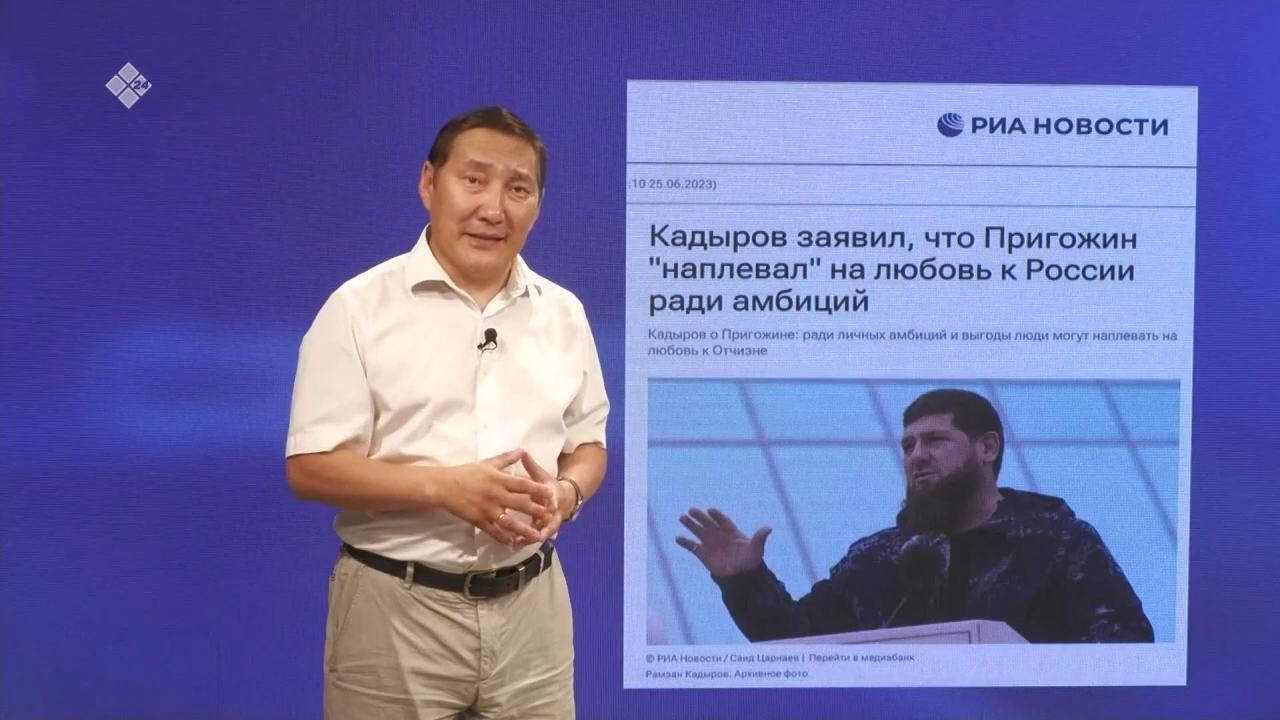 24
РИА НОВОСТИ
:10 25.06.2023)
Кадыров заявил, что Пригожин
"наплевал" на любовь к России
ради амбиций
Кадыров о Пригожине: ради личных амбиций и выгоды люди могут наплевать на
любовь к Отчизне
© РИА Новости / Саид Царнаев | Перейти в медиабанк
Рамзан Кадыров. Архивное фото